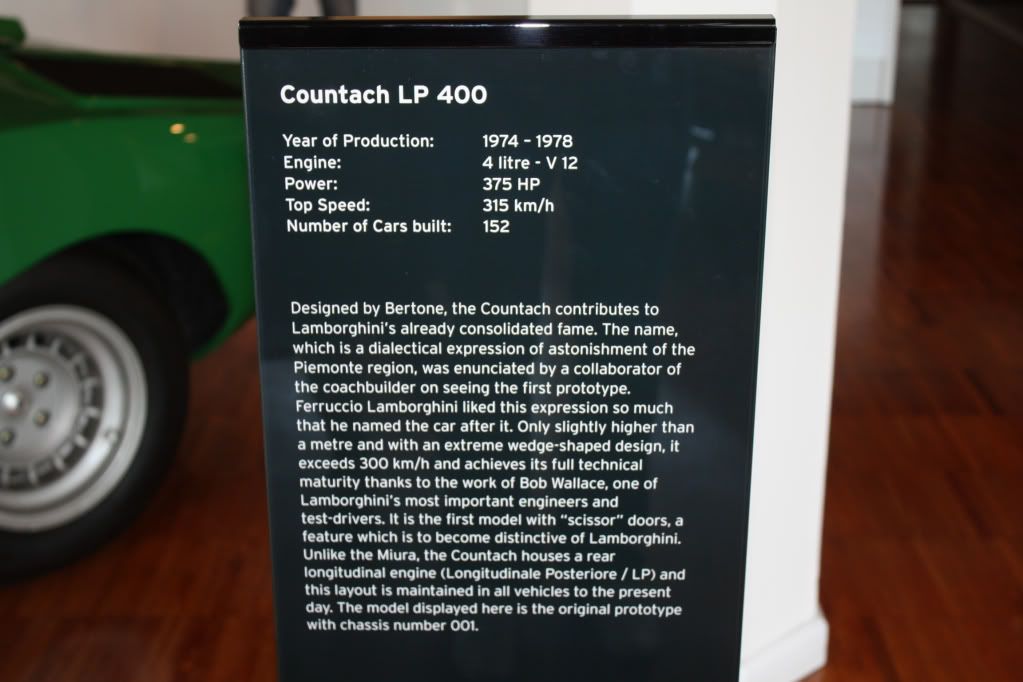 Countach LP 400
Year of Production: 1974 – 1978
Engine: 4 litre - V 12
Power: 375 HP
Top Speed: 315 km/h
Number of Cars built: 152
Designed by Bertone, the Countach contributes to
Lamborghini's already consolidated fame. The name,
which is a dialectical expression of astonishment of the
Piemonte region, was enunciated by a collaborator of
the coachbuilder on seeing the first prototype.
Ferruccio Lamborghini liked this expression so much
that he named the car after it. Only slightly higher than
a metre and with an extreme wedge-shaped design, it
exceeds 300 km/h and achieves its full technical
maturity thanks to the work of Bob Wallace, one of
Lamborghini's most important engineers and
test-drivers. It is the first model with “scissor” doors, a
feature which is to become distinctive of Lamborghini.
Unlike the Miura, the Countach houses a rear
longitudinal engine (Longitudinale Posteriore / LP) and
this layout is maintained in all vehicles to the present
day. The model displayed here is the original prototype
with chassis number 001.